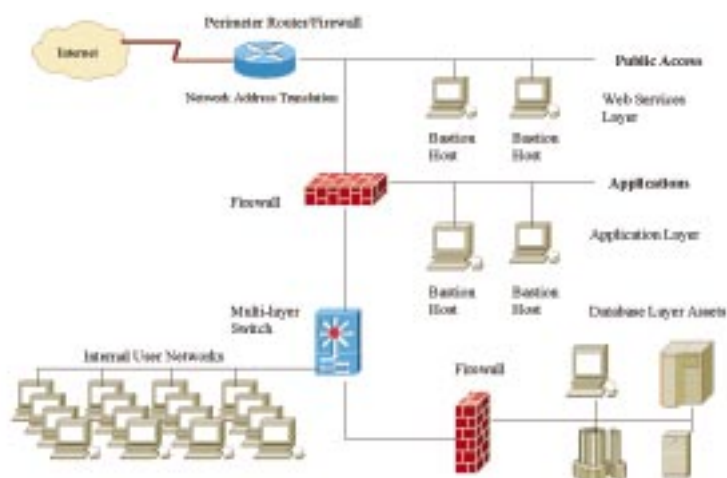 Perimeter Router/Firewall
Internet
Public Access
Network Address Translation
Web Services
Layer
Bastion
Host
Bastion
Host
Firewall
Applications
Application Layer
Bastion
Host
Bastion
Host
Multi-layer
Switch
Database Layer Assets
Internal User Networks
Firewall